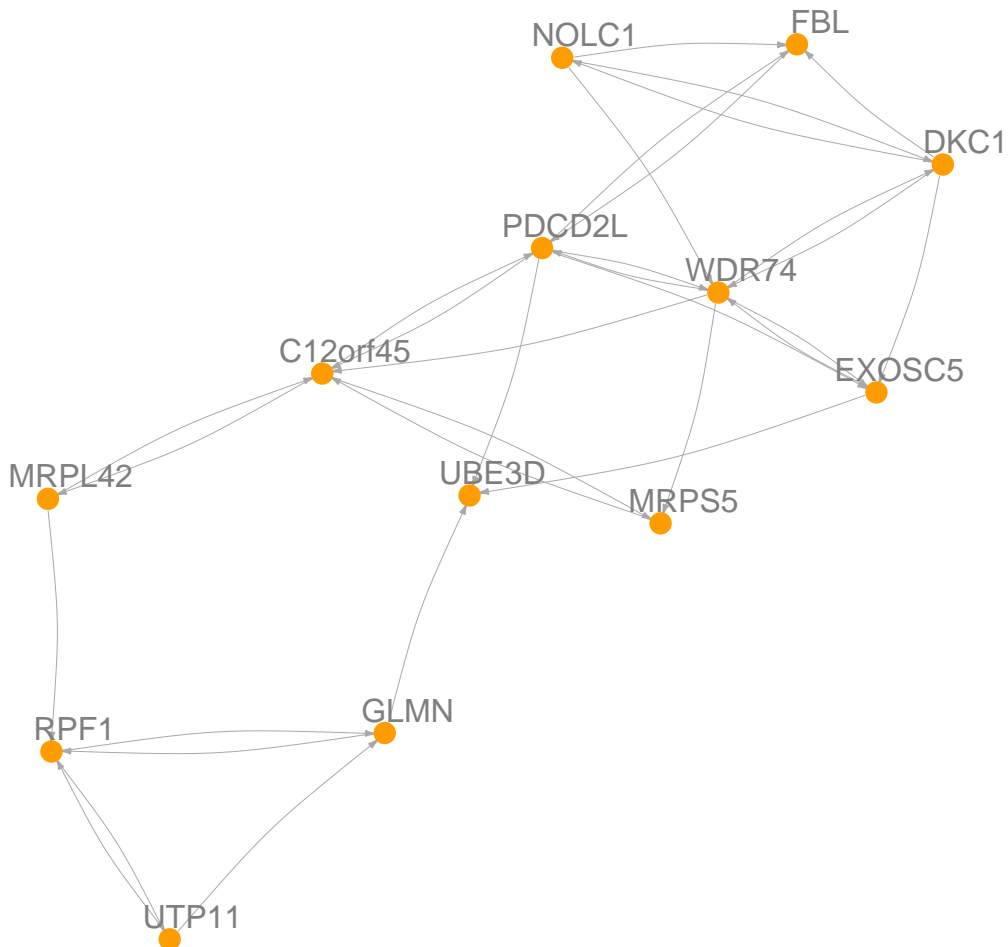 FBL
NOLC1
DKC1
PDCD2L
WDR74
C12orf45
EXOSC5
MRPL42
UBE3D
MRPS5
GLMN
RPF1
UTP11